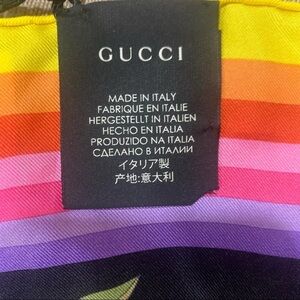 GUCCI
MADE IN ITALY
FABRIQUE EN ITALIE
HERGESTELLT IN ITALIEN
HECHO EN ITALIA
PRODUZIDO NA ITALIA
СДЕЛАНО В ИТАЛИИ
イタリア製
产地:意大利